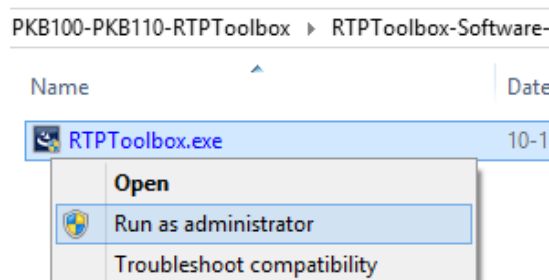 PKB100-PKB110-RTPToolbox ▸ RTPToolbox-Software-
Name Date
RTPToolbox.exe 10-1
Open
Run as administrator
Troubleshoot compatibility